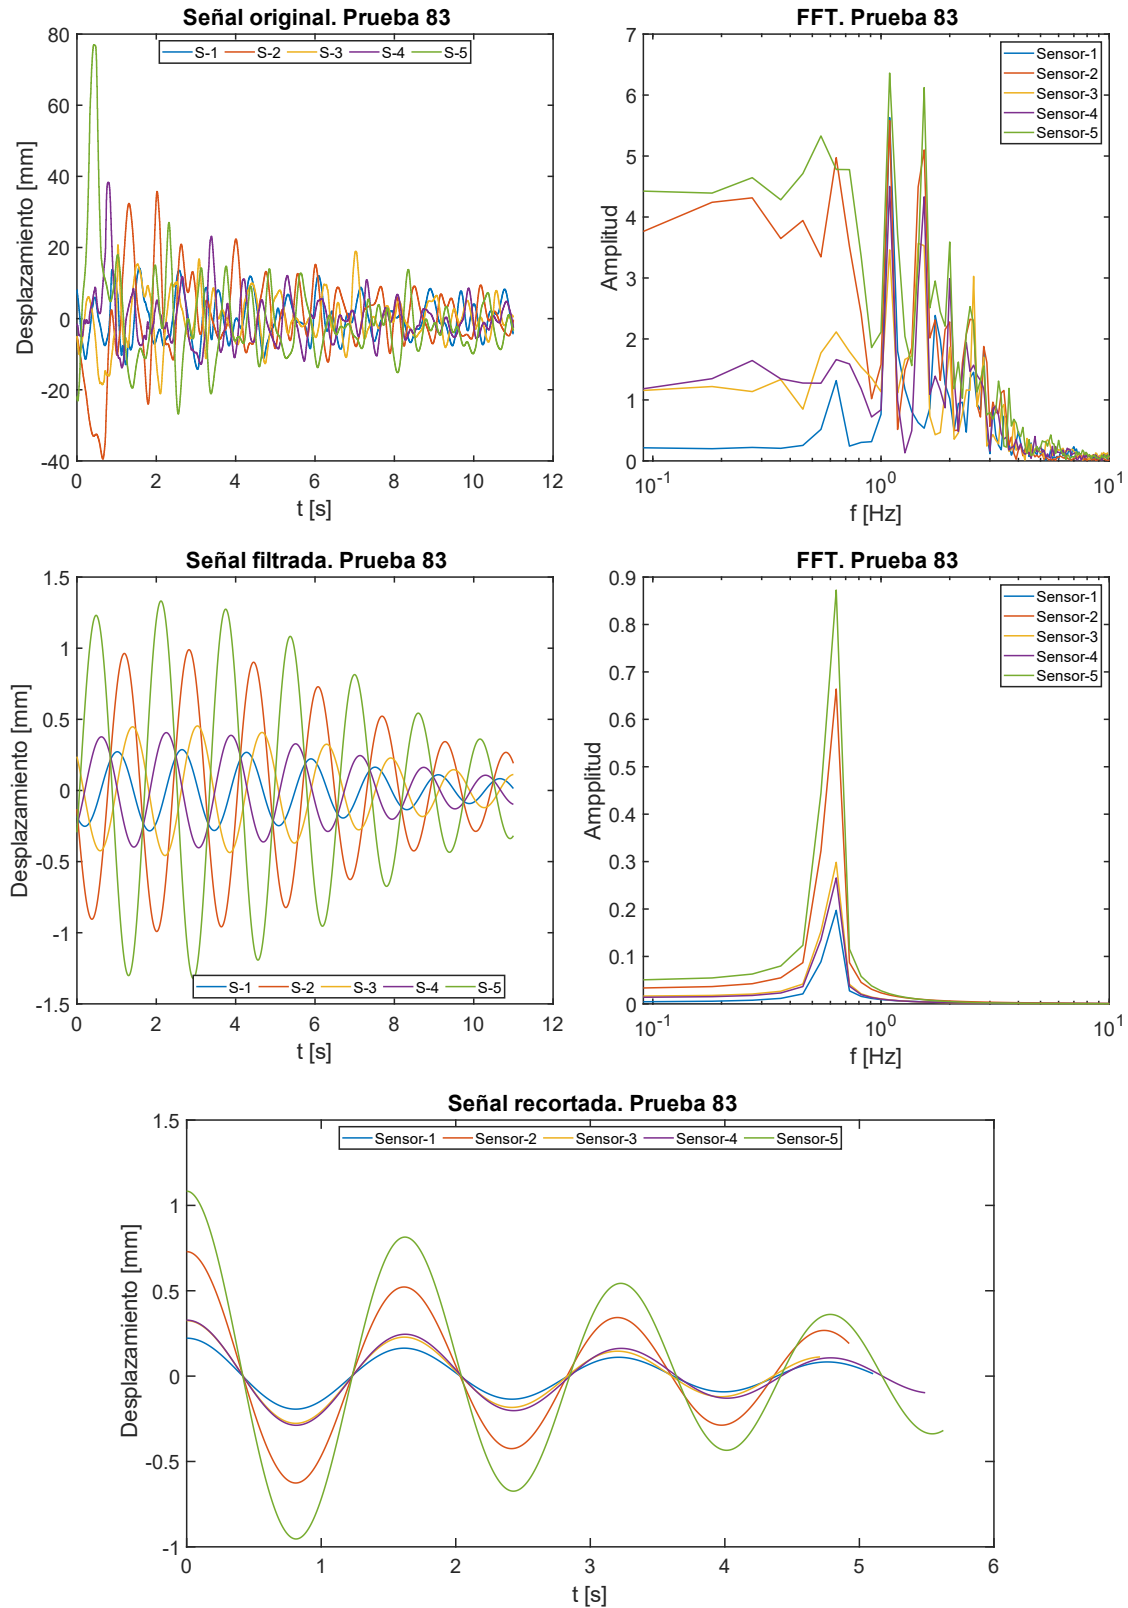 Señal original. Prueba 83
S-1 S-2 S-3 S-4 S-5
80
60
40
20
0
-20
-40
Desplazamiento [mm]
0 2 4 6 8 10 12
t [s]
FFT. Prueba 83
Sensor-1
Sensor-2
Sensor-3
Sensor-4
Sensor-5
7
6
5
4
3
2
1
0
Amplitud
10-1 100 101
f [Hz]
Señal filtrada. Prueba 83
1.5
1
0.5
0
-0.5
-1
-1.5
Desplazamiento [mm]
S-1 S-2 S-3 S-4 S-5
0 2 4 6 8 10 12
t [s]
FFT. Prueba 83
Sensor-1
Sensor-2
Sensor-3
Sensor-4
Sensor-5
0.9
0.8
0.7
0.6
0.5
0.4
0.3
0.2
0.1
0
Ampplitud
10-1 100 101
f [Hz]
Señal recortada. Prueba 83
Sensor-1 Sensor-2 Sensor-3 Sensor-4 Sensor-5
1.5
1
0.5
0
-0.5
-1
Desplazamiento [mm]
0 1 2 3 4 5 6
t [s]